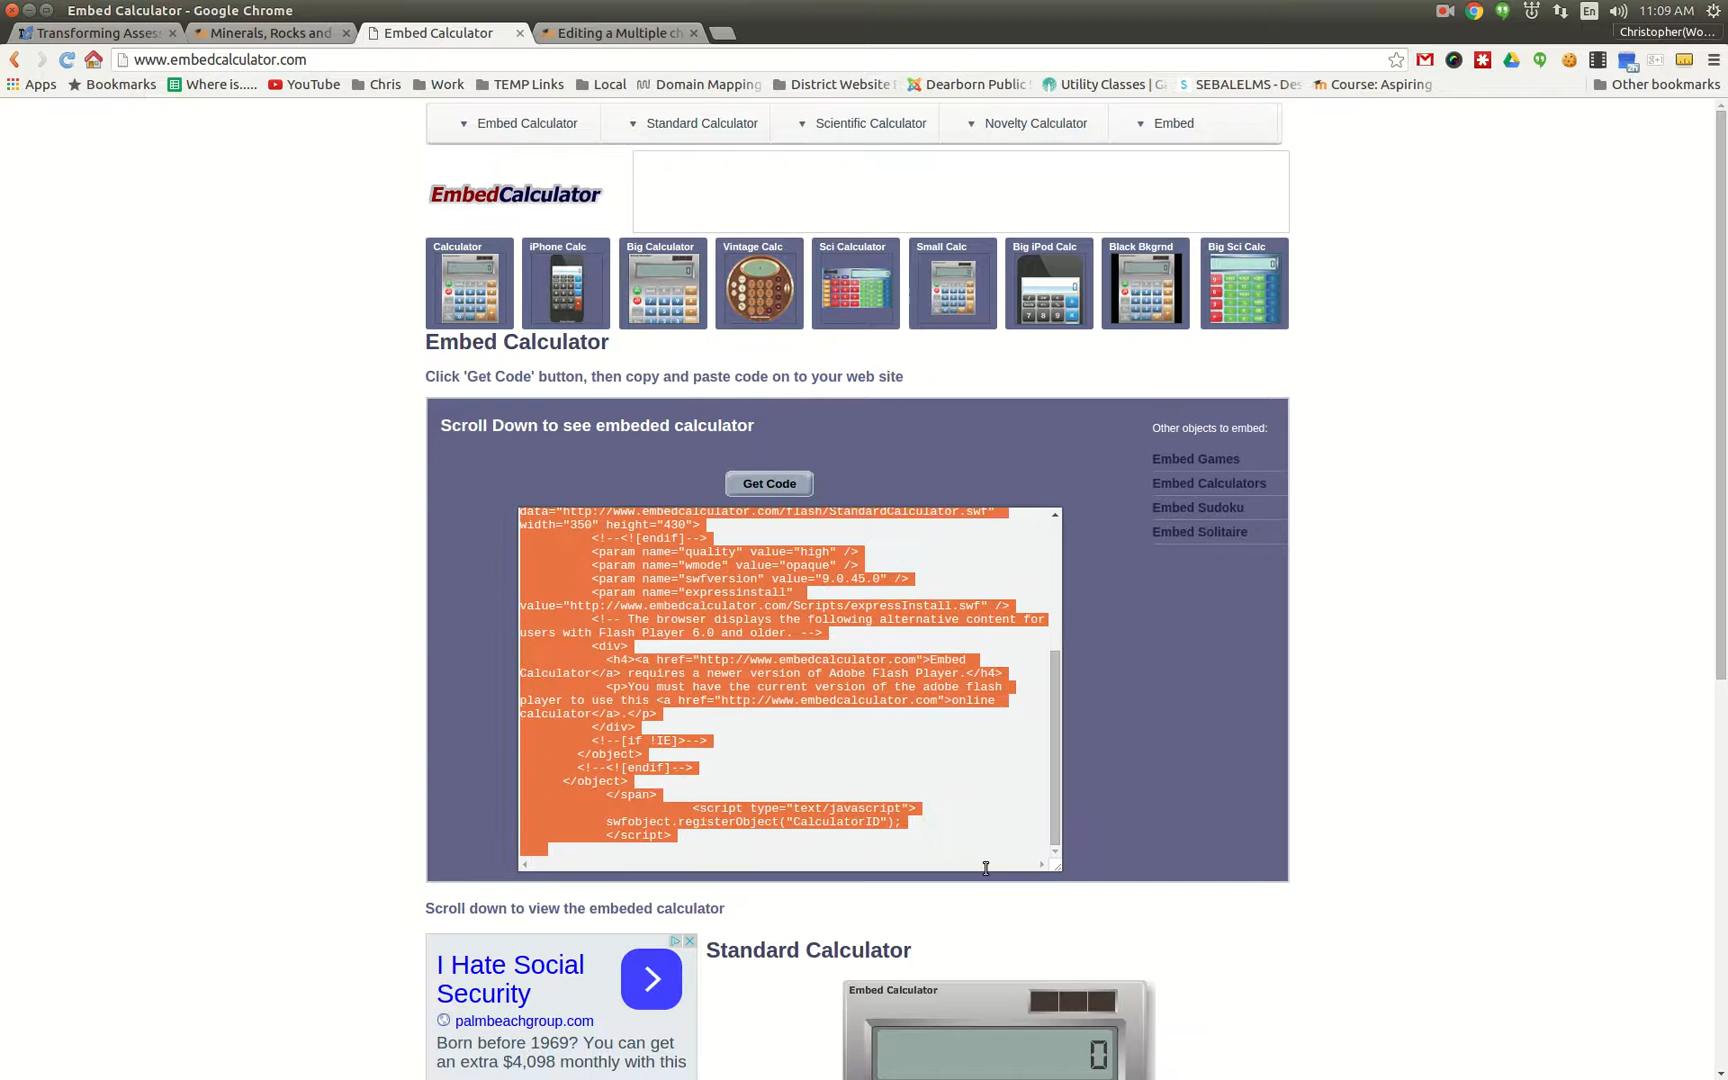 Embed Calculator - Google Chrome
En
11:09 AM
Transforming Assess
Minerals, Rocks and
Embed Calculator
Editing a Multiple ch
Christopher(Wo...
www.embedcalculator.com
Apps
Bookmarks
Where is.....
YouTube
Chris
Work
TEMP Links
Local
Domain Mapping
District Website
Dearborn Public
Utility Classes | G
SEBALELMS - Des
Course: Aspiring
Other bookmarks
Embed Calculator
Standard Calculator
Scientific Calculator
Novelty Calculator
Embed
EmbedCalculator
Calculator
iPhone Calc
Big Calculator
Vintage Calc
Sci Calculator
Small Calc
Big iPod Calc
Black Bkgrnd
Big Sci Calc
Embed Calculator
Click 'Get Code' button, then copy and paste code on to your web site
Scroll Down to see embeded calculator
Get Code
Other objects to embed:
Embed Games
Embed Calculators
Embed Sudoku
Embed Solitaire
data="http://www.embedcalculator.com/flash/StandardCalculator.swf"
width="350" height="430">
<!--<![endif]-->
<param name="quality" value="high" />
<param name="wmode" value="opaque" />
<param name="swfversion" value="9.0.45.0" />
<param name="expressinstall"
value="http://www.embedcalculator.com/Scripts/expressInstall.swf" />
<!-- The browser displays the following alternative content for
users with Flash Player 6.0 and older. -->
<div>
<h4><a href="http://www.embedcalculator.com">Embed
Calculator</a> requires a newer version of Adobe Flash Player.</h4>
<p>You must have the current version of the adobe flash
player to use this <a href="http://www.embedcalculator.com">online
calculator</a>.</p>
</div>
<!--[if !IE]>-->
</object>
<!--<![endif]-->
</object>
</span>
<script type="text/javascript">
swfobject.registerObject("CalculatorID");
</script>
Scroll down to view the embeded calculator
I Hate Social
Security
palmbeachgroup.com
Born before 1969? You can get
an extra $4,098 monthly with this
Standard Calculator
Embed Calculator
0